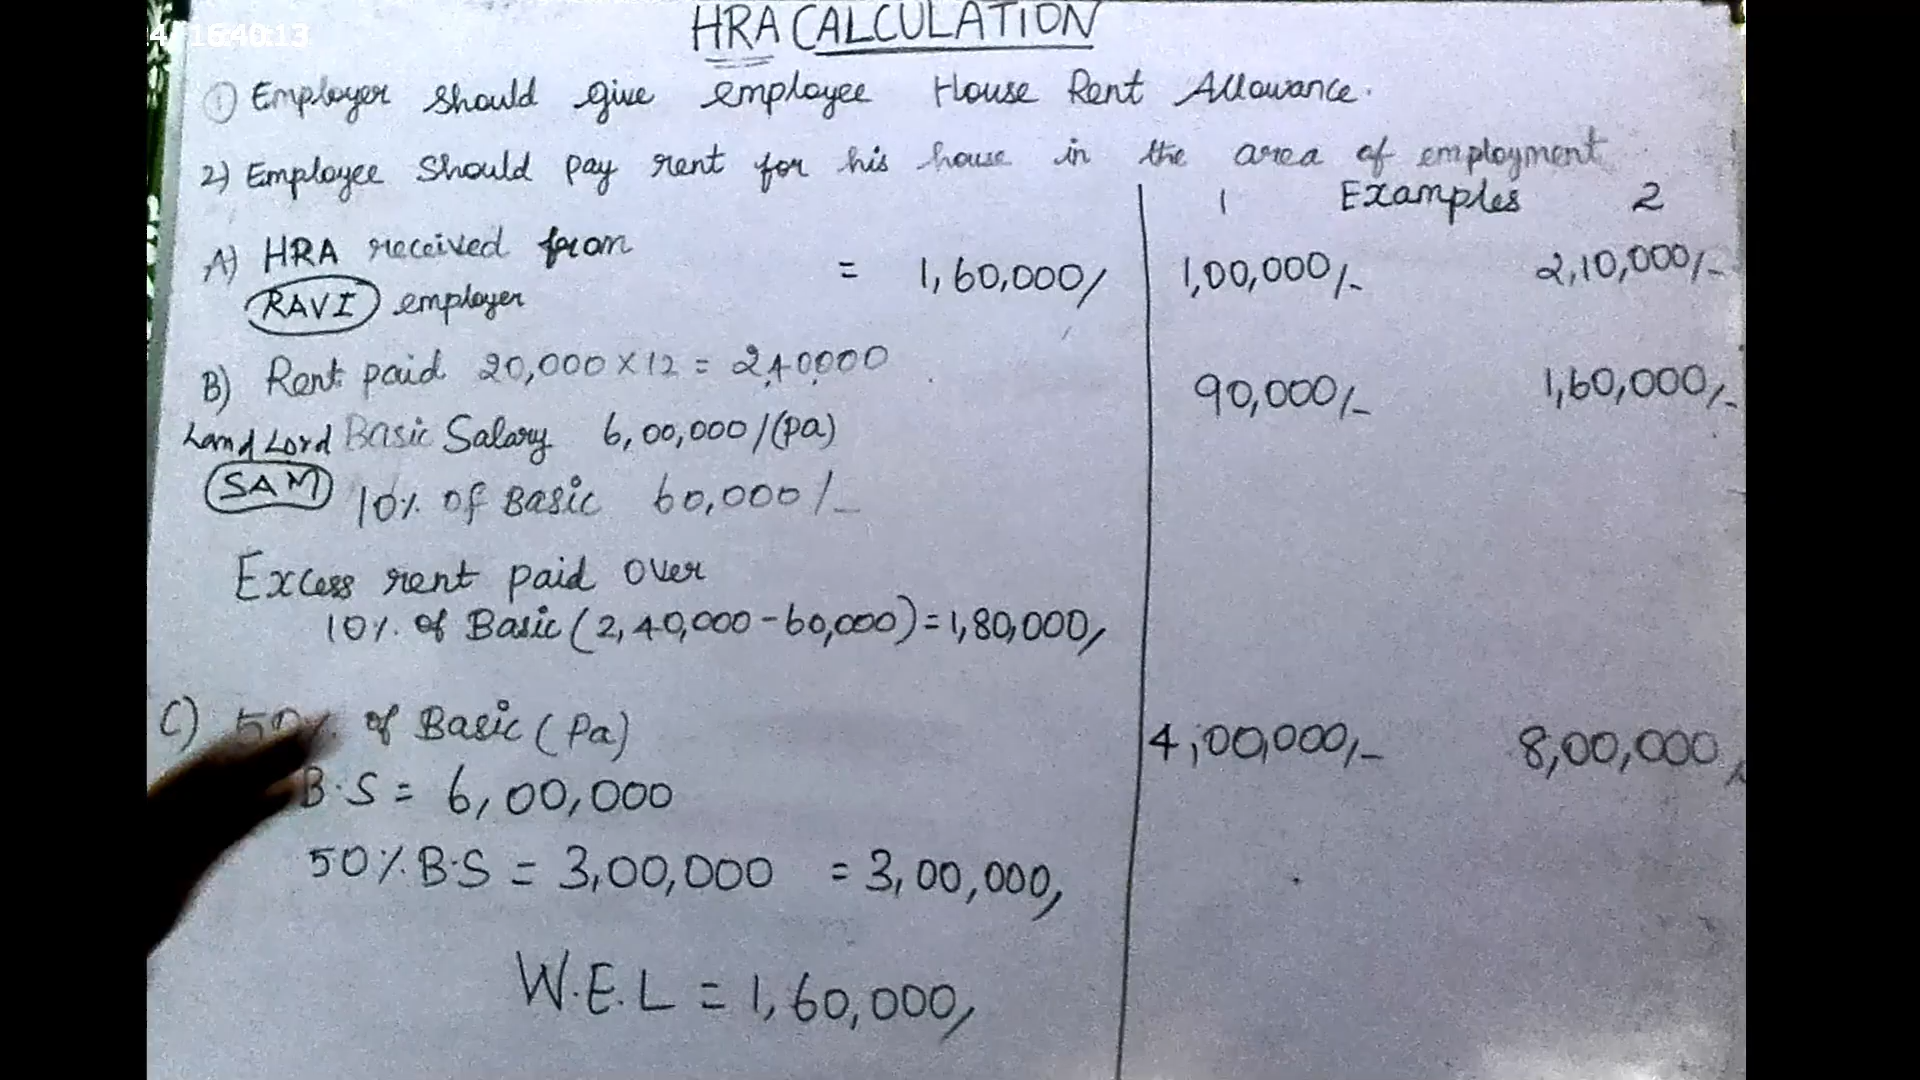 4 16:40:13
HRA CALCULATION
① Employer should give employee House Rent Allowance.
2) Employee should pay rent for his house in the area of employment
1 Examples 2
A) HRA received from
RAVI employer = 1,60,000/ 1,00,000/- 2,10,000/-
B) Rent paid 20,000 X 12 = 2,40,000 90,000/- 1,60,000/-
Land Lord Basic Salary 6,00,000/(pa)
SAM 10% of Basic 60,000/-
Excess rent paid over
10% of Basic (2,40,000 - 60,000) = 1,80,000/
C) 50% of Basic (Pa) 4,00,000/- 8,00,000/
B.S = 6,00,000
50% B.S = 3,00,000 = 3,00,000/
W.E.L = 1,60,000/